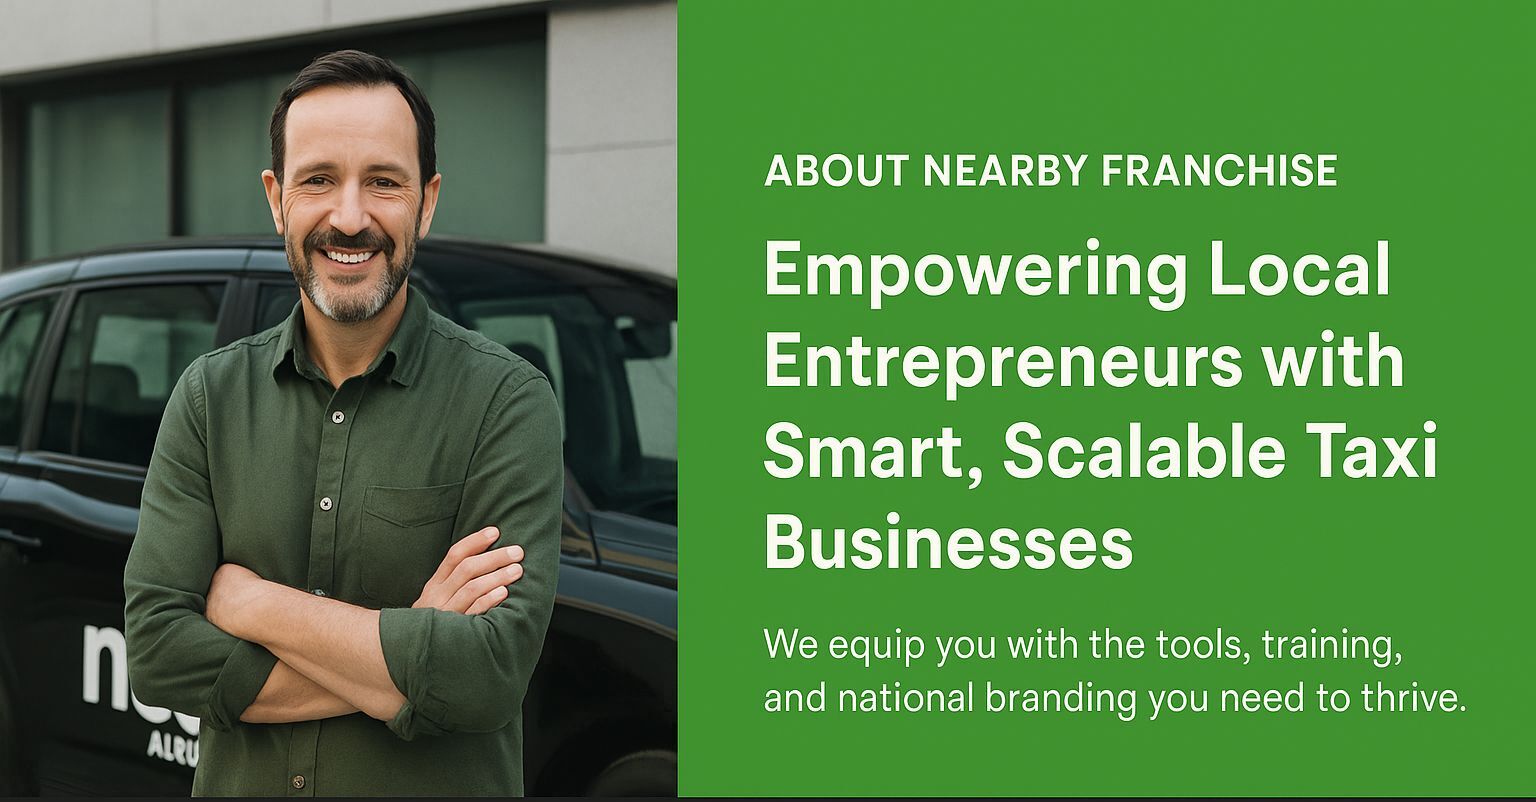 ABOUT NEARBY FRANCHISE
Empowering Local
Entrepreneurs with
Smart, Scalable Taxi
Businesses
We equip you with the tools, training,
and national branding you need to thrive.